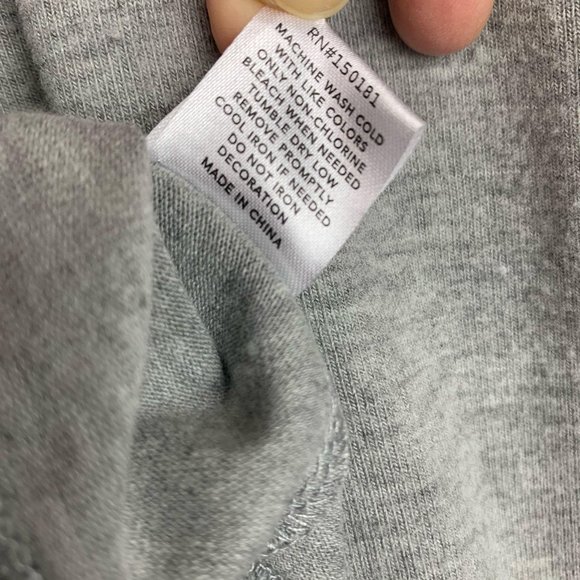 RN#150181
MACHINE WASH COLD
WITH LIKE COLORS
ONLY NON-CHLORINE
BLEACH WHEN NEEDED
TUMBLE DRY LOW
REMOVE PROMPTLY
COOL IRON IF NEEDED
DO NOT IRON
DECORATION
MADE IN CHINA